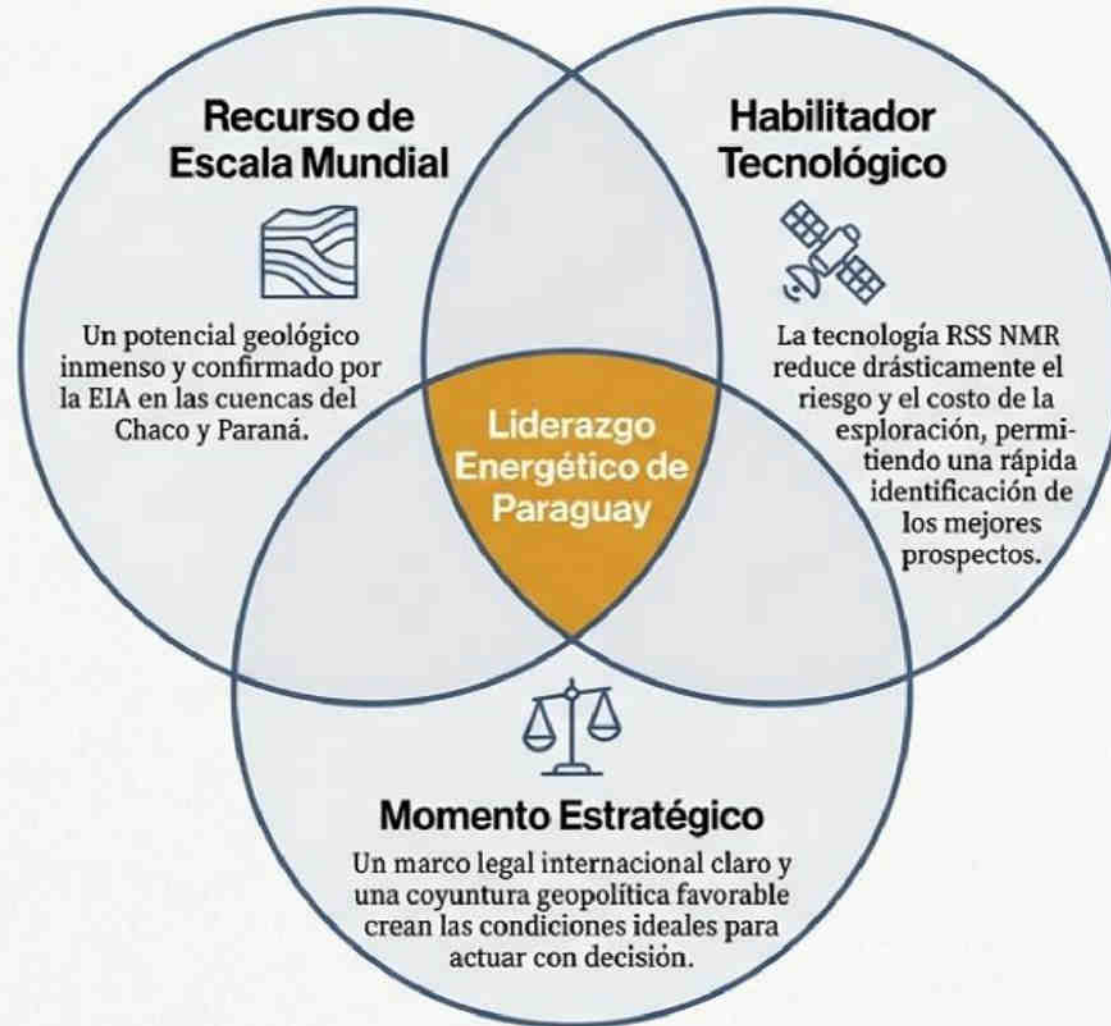 Recurso de
Escala Mundial
Un potencial geológico
inmenso y confirmado por
la EIA en las cuencas del
Chaco y Paraná.
Habilitador
Tecnológico
La tecnología RSS NMR
reduce drásticamente el
riesgo y el costo de la
esploración, permi-
tiendo una rápida
identificación de
los mejores
prospectos.
Liderazgo
Energético de
Paraguay
Momento Estratégico
Un marco legal internacional claro y
una coyuntura geopolítica favorable
crean las condiciones ideales para
actuar con decisión.